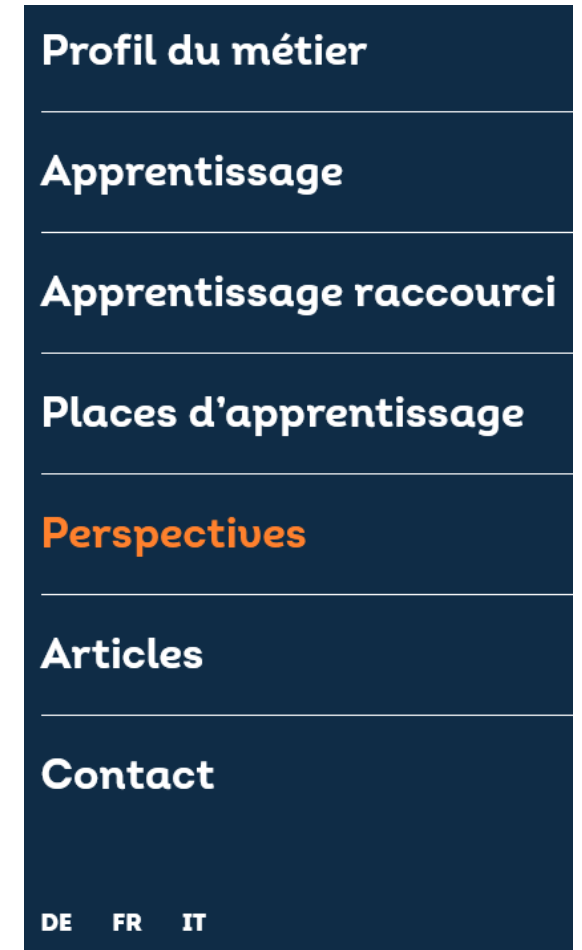 Profil du métier
Apprentissage
Apprentissage raccourci
Places d’apprentissage
Perspectives
Articles
Contact
DE FR IT